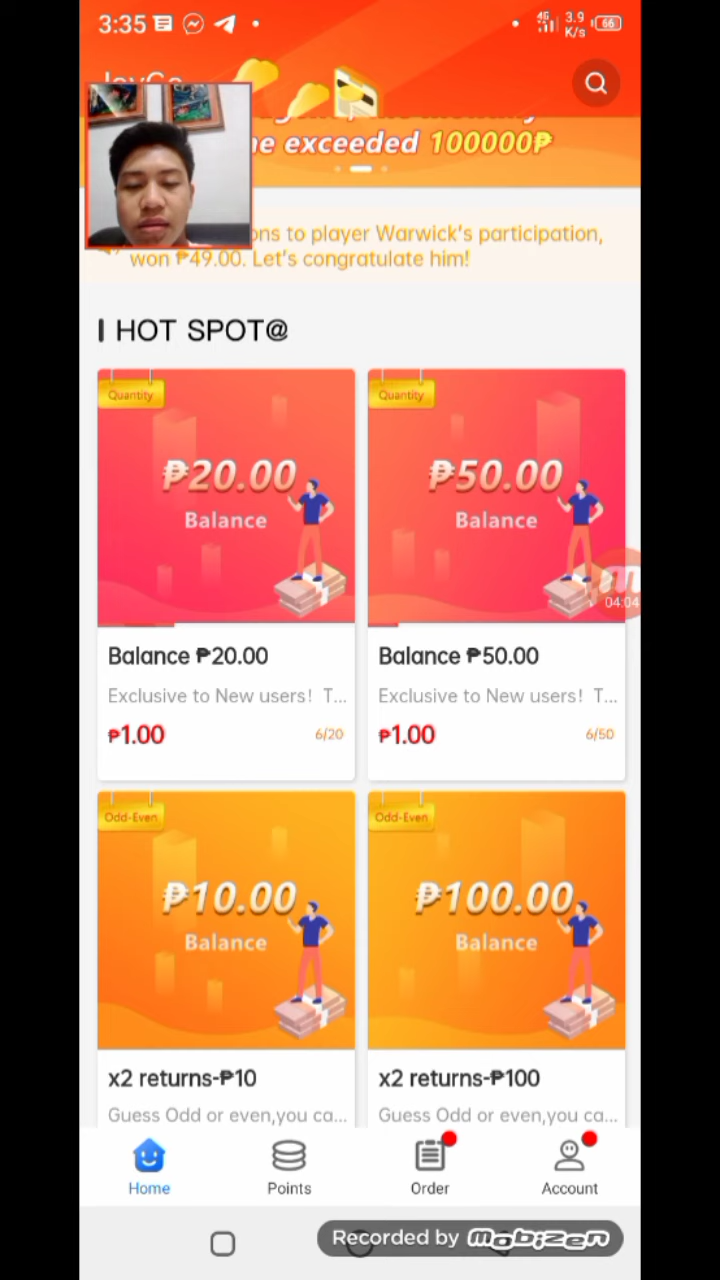 3:35
4G
3.9
K/s
66
exceeded 100000₱
to player Warwick's participation,
won ₱49.00. Let's congratulate him!
HOT SPOT@
Quantity
₱20.00
Balance
Quantity
₱50.00
Balance
04:04
Balance ₱20.00
Exclusive to New users! T...
₱1.00
6/20
Balance ₱50.00
Exclusive to New users! T...
₱1.00
6/50
Odd-Even
₱10.00
Balance
Odd-Even
₱100.00
Balance
x2 returns-₱10
Guess Odd or even,you ca...
x2 returns-₱100
Guess Odd or even,you ca...
Home
Points
Order
Account
Recorded by Mobizen